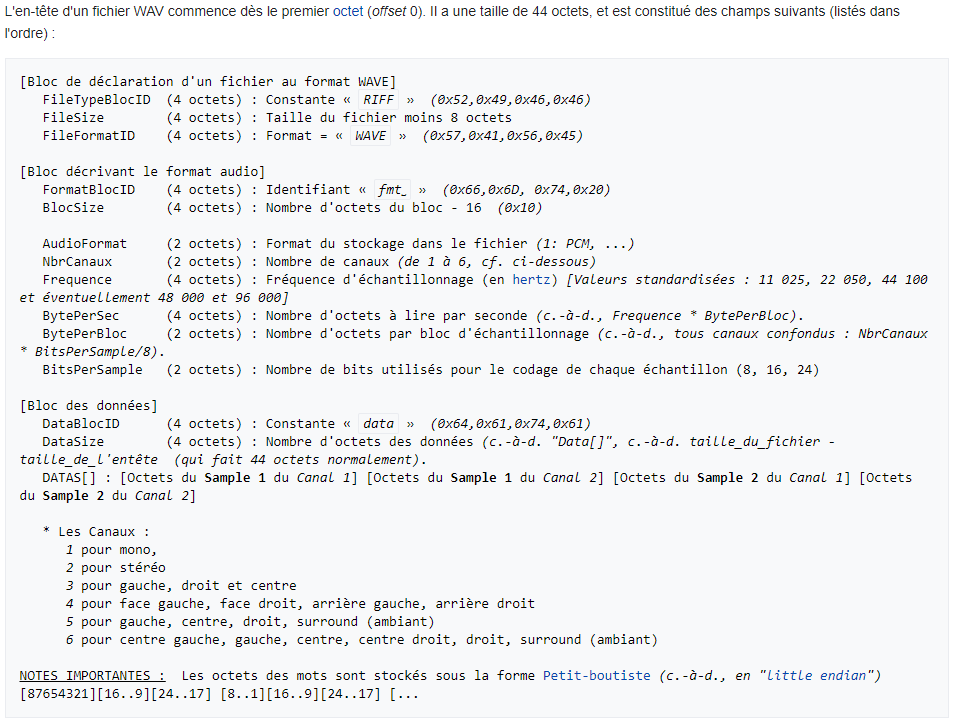 L'en-tête d'un fichier WAV commence dès le premier octet (offset 0). Il a une taille de 44 octets, et est constitué des champs suivants (listés dans
l'ordre) :
[Bloc de déclaration d'un fichier au format WAVE]
FileTypeBlocID (4 octets) : Constante « RIFF » (0x52,0x49,0x46,0x46)
FileSize (4 octets) : Taille du fichier moins 8 octets
FileFormatID (4 octets) : Format = « WAVE » (0x57,0x41,0x56,0x45)
[Bloc décrivant le format audio]
FormatBlocID (4 octets) : Identifiant « fmt␣ » (0x66,0x6D, 0x74,0x20)
BlocSize (4 octets) : Nombre d'octets du bloc - 16 (0x10)
AudioFormat (2 octets) : Format du stockage dans le fichier (1: PCM, ...)
NbrCanaux (2 octets) : Nombre de canaux (de 1 à 6, cf. ci-dessous)
Frequence (4 octets) : Fréquence d'échantillonnage (en hertz) [Valeurs standardisées : 11 025, 22 050, 44 100
et éventuellement 48 000 et 96 000]
BytePerSec (4 octets) : Nombre d'octets à lire par seconde (c.-à-d., Frequence * BytePerBloc).
BytePerBloc (2 octets) : Nombre d'octets par bloc d'échantillonnage (c.-à-d., tous canaux confondus : NbrCanaux
* BitsPerSample/8).
BitsPerSample (2 octets) : Nombre de bits utilisés pour le codage de chaque échantillon (8, 16, 24)
[Bloc des données]
DataBlocID (4 octets) : Constante « data » (0x64,0x61,0x74,0x61)
DataSize (4 octets) : Nombre d'octets des données (c.-à-d. "Data[]", c.-à-d. taille_du_fichier -
taille_de_l'entête (qui fait 44 octets normalement).
DATAS[] : [Octets du Sample 1 du Canal 1] [Octets du Sample 1 du Canal 2] [Octets du Sample 2 du Canal 1] [Octets
du Sample 2 du Canal 2]
* Les Canaux :
1 pour mono,
2 pour stéréo
3 pour gauche, droit et centre
4 pour face gauche, face droit, arrière gauche, arrière droit
5 pour gauche, centre, droit, surround (ambiant)
6 pour centre gauche, gauche, centre, centre droit, droit, surround (ambiant)
NOTES IMPORTANTES : Les octets des mots sont stockés sous la forme Petit-boutiste (c.-à-d., en "little endian")
[87654321][16..9][24..17] [8..1][16..9][24..17] [...